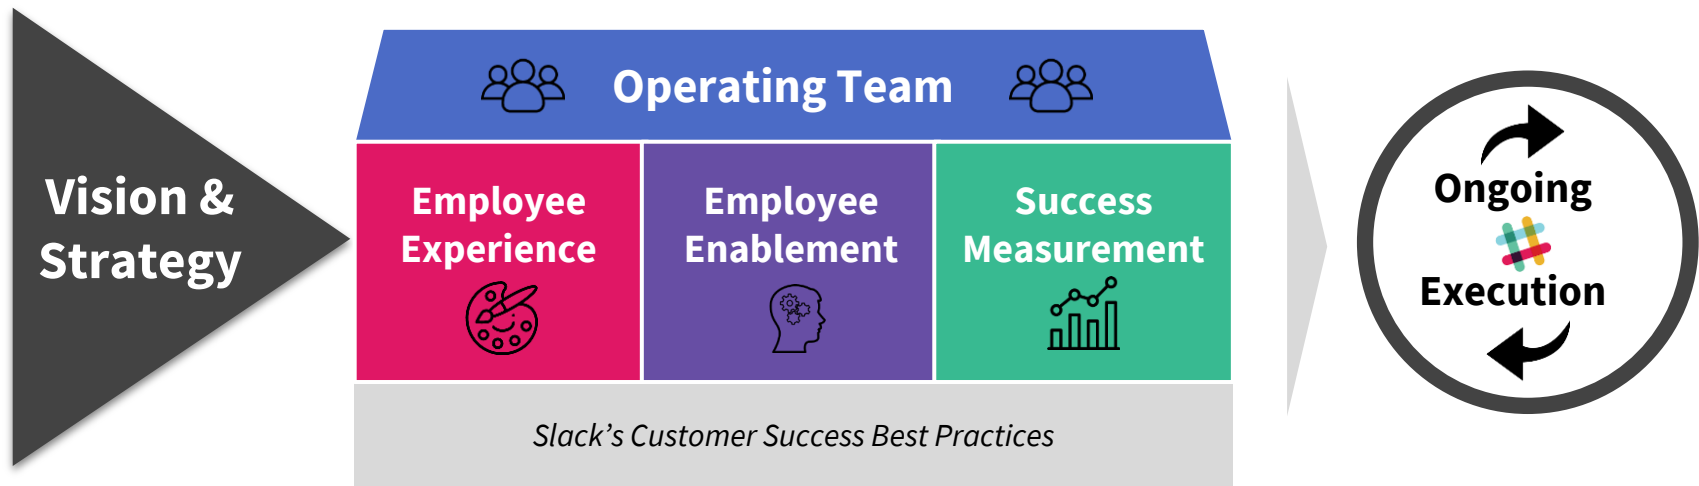 Vision &
Strategy
Operating Team
Employee
Experience
Employee
Enablement
Success
Measurement
Slack’s Customer Success Best Practices
Ongoing
Execution